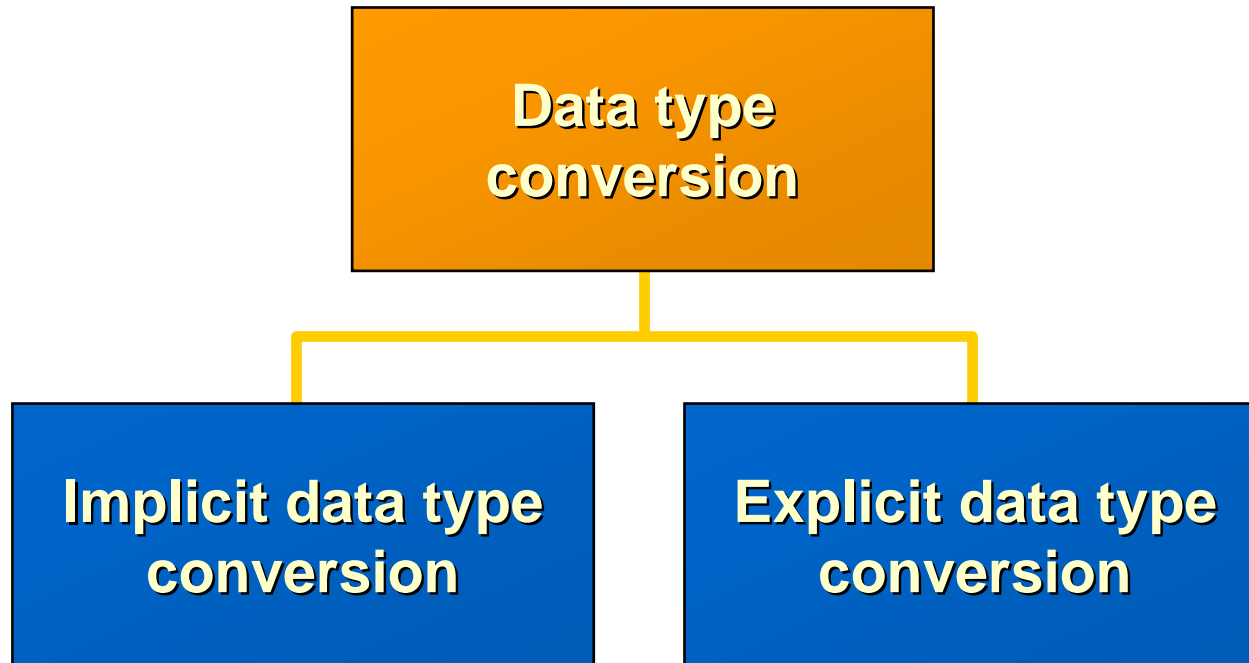 Data type
conversion
Implicit data type
conversion
Explicit data type
conversion